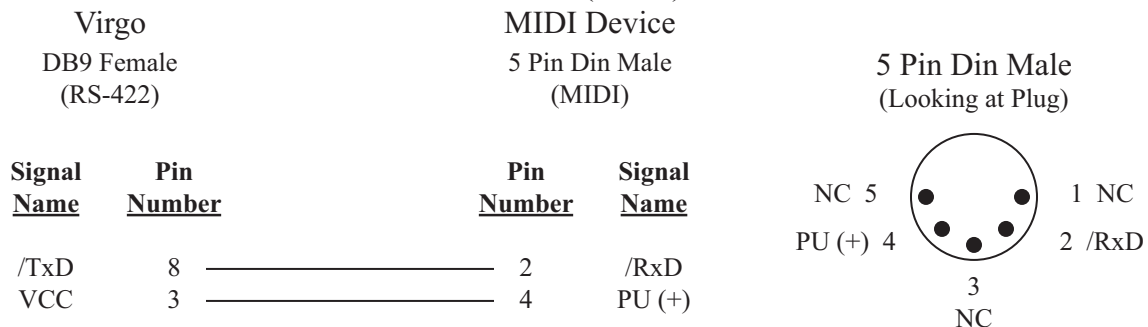 Virgo MIDI Device
DB9 Female 5 Pin Din Male
(RS-422) (MIDI)
5 Pin Din Male
(Looking at Plug)
Signal Pin Pin Signal
Name Number Number Name
/TxD 8 2 /RxD
VCC 3 4 PU (+)
NC 5 1 NC
PU (+) 4 2 /RxD
3
NC